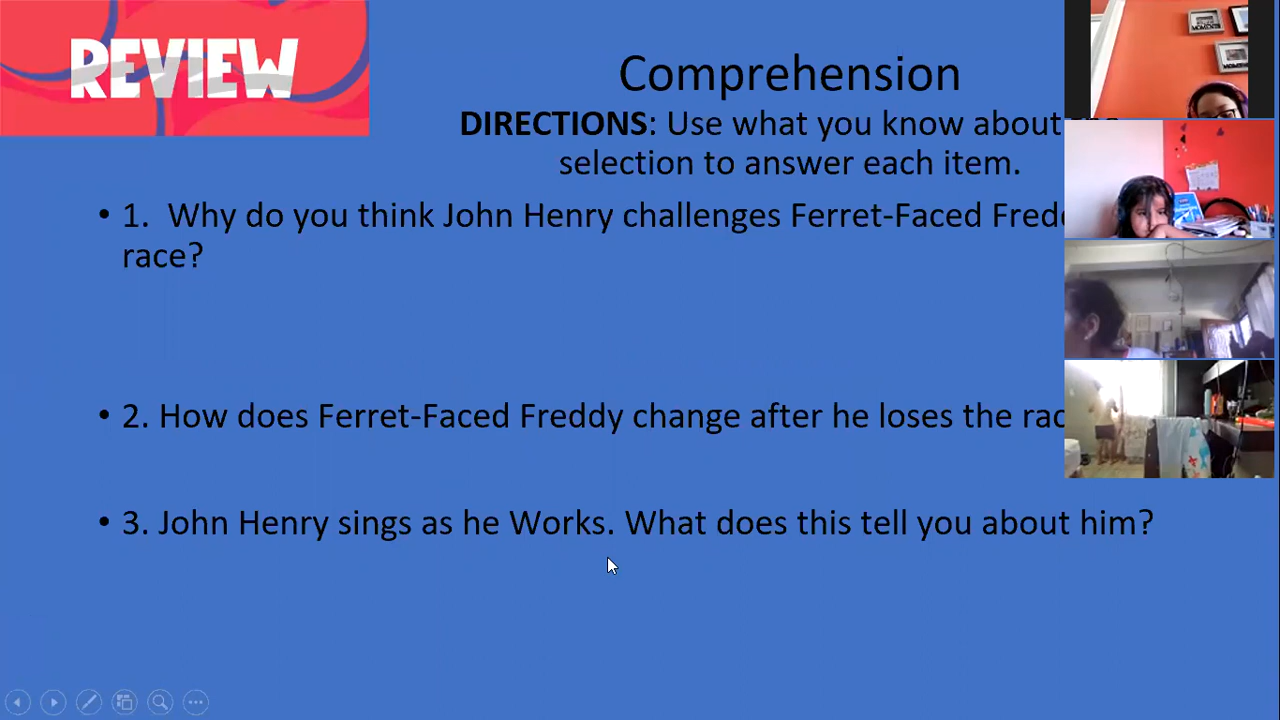 REVIEW
Comprehension
DIRECTIONS: Use what you know about
selection to answer each item.
• 1. Why do you think John Henry challenges Ferret-Faced
race?
• 2. How does Ferret-Faced Freddy change after he loses the
• 3. John Henry sings as he Works. What does this tell you about him?